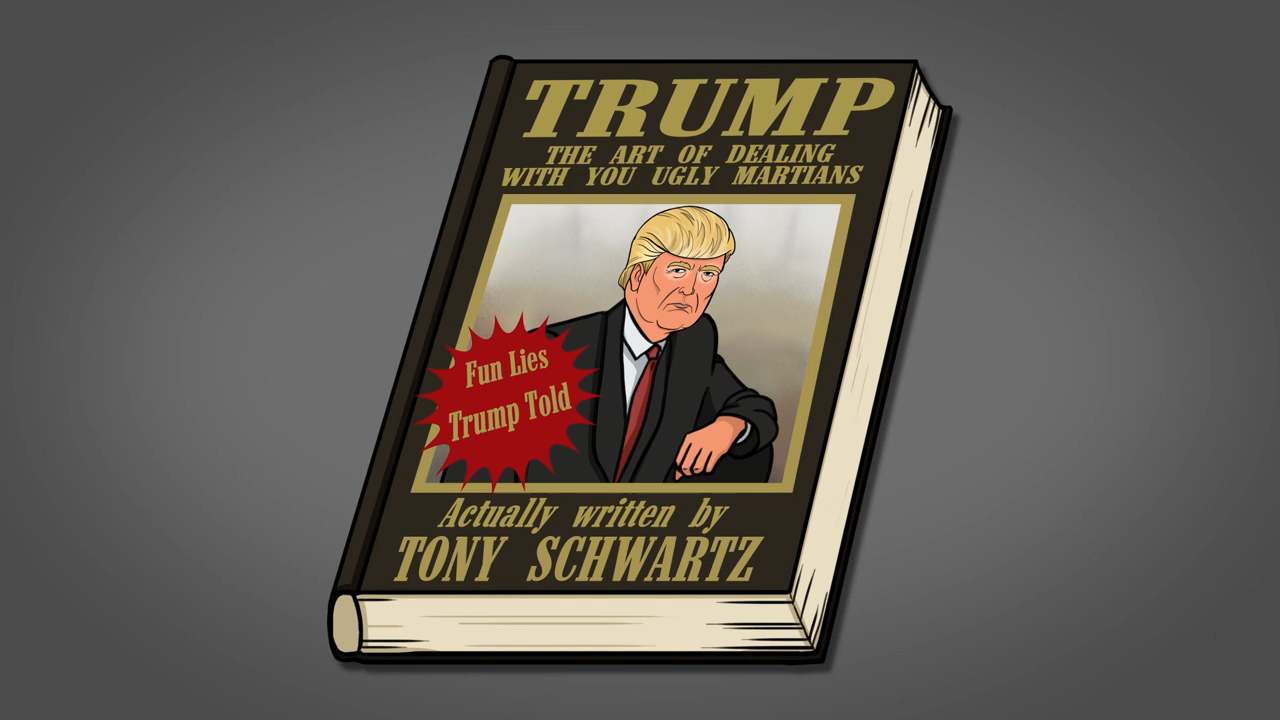 TRUMP
THE ART OF DEALING
WITH YOU UGLY MARTIANS
Fun Lies
Trump Told
Actually written by
TONY SCHWARTZ